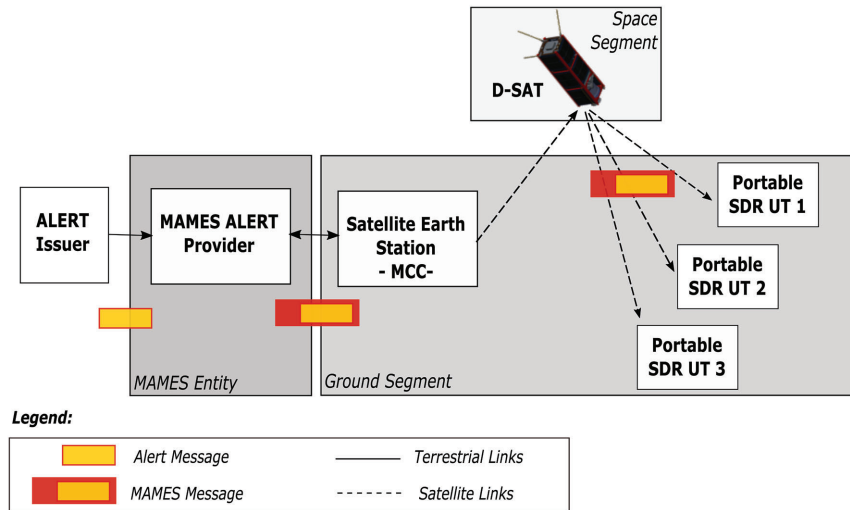 Space
Segment
D-SAT
ALERT
Issuer
MAMES ALERT
Provider
Satellite Earth
Station
- MCC-
Portable
SDR UT 1
Portable
SDR UT 2
Portable
SDR UT 3
MAMES Entity
Ground Segment
Legend:
Alert Message
Terrestrial Links
MAMES Message
Satellite Links